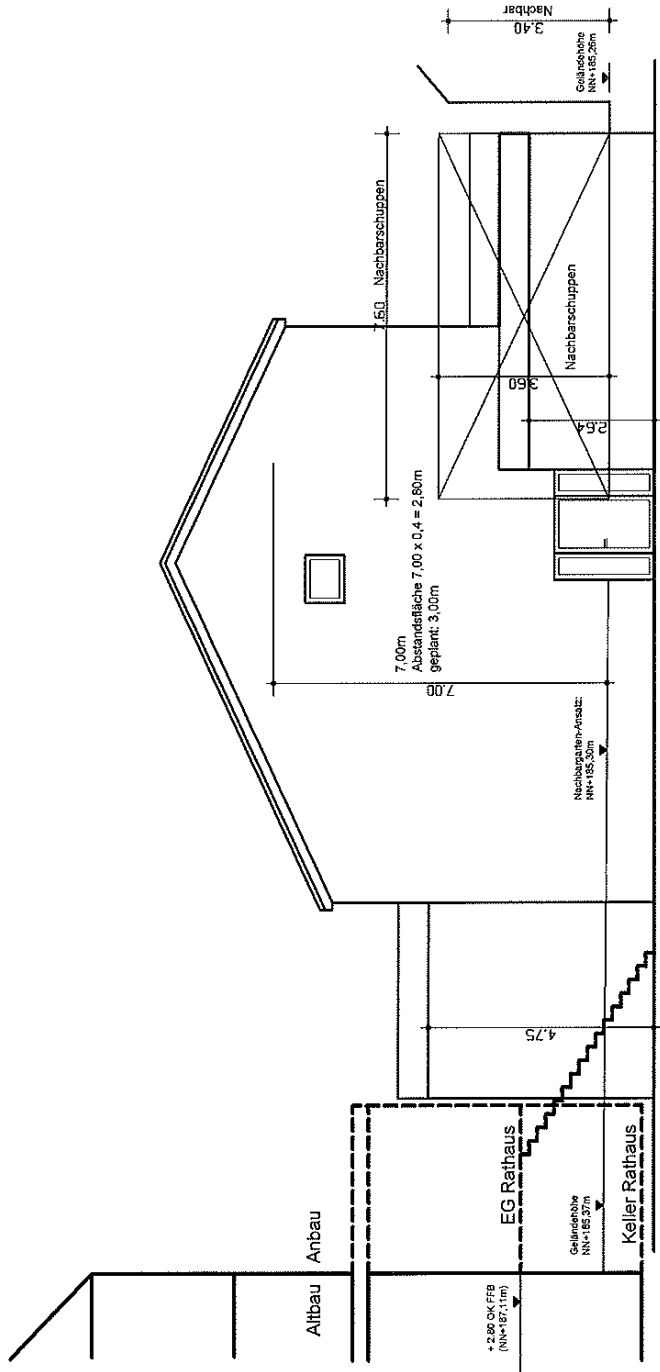 Altbau
Anbau
+ 2.80 OK FFB
(NN+187,11m)
EG Rathaus
Geländehöhe
NN+185,37m
Keller Rathaus
4.75
7.00
7,00m
Abstandsfläche 7,00 x 0,4 = 2,80m
geplant: 3,00m
Nachbargarten-Ansatz:
NN+185,30m
7.60
Nachbarschuppen
3.60
Nachbarschuppen
2.64
3.40
Nachbar
Geländehöhe
NN+185,26m